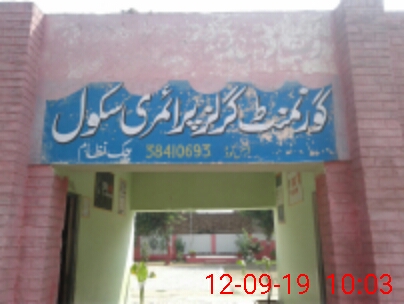 گورنمنٹ گرلز پرائمری سکول
38410693 چک نظام
12-09-19 10:03